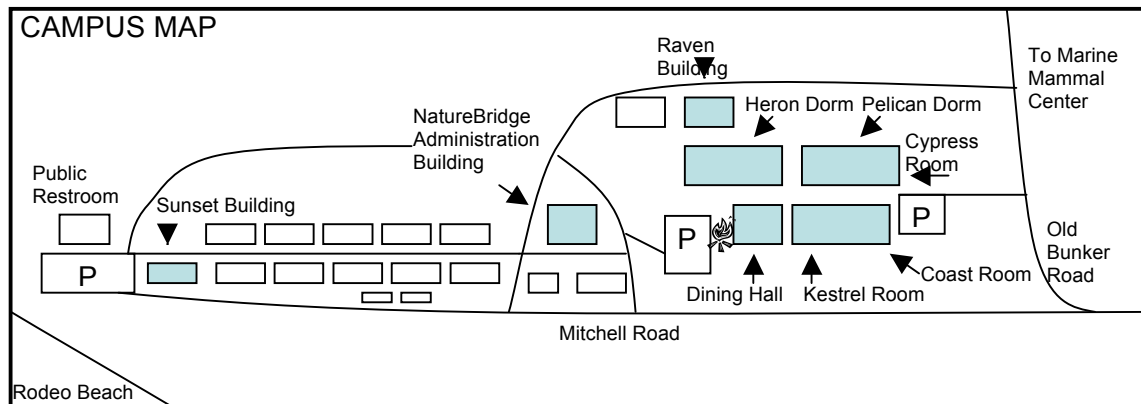 CAMPUS MAP
Raven
Building
To Marine
Mammal
Center
Heron Dorm
Pelican Dorm
NatureBridge
Administration
Building
Cypress
Room
Public
Restroom
Sunset Building
P
P
P
Old
Bunker
Road
Coast Room
Dining Hall
Kestrel Room
Mitchell Road
Rodeo Beach